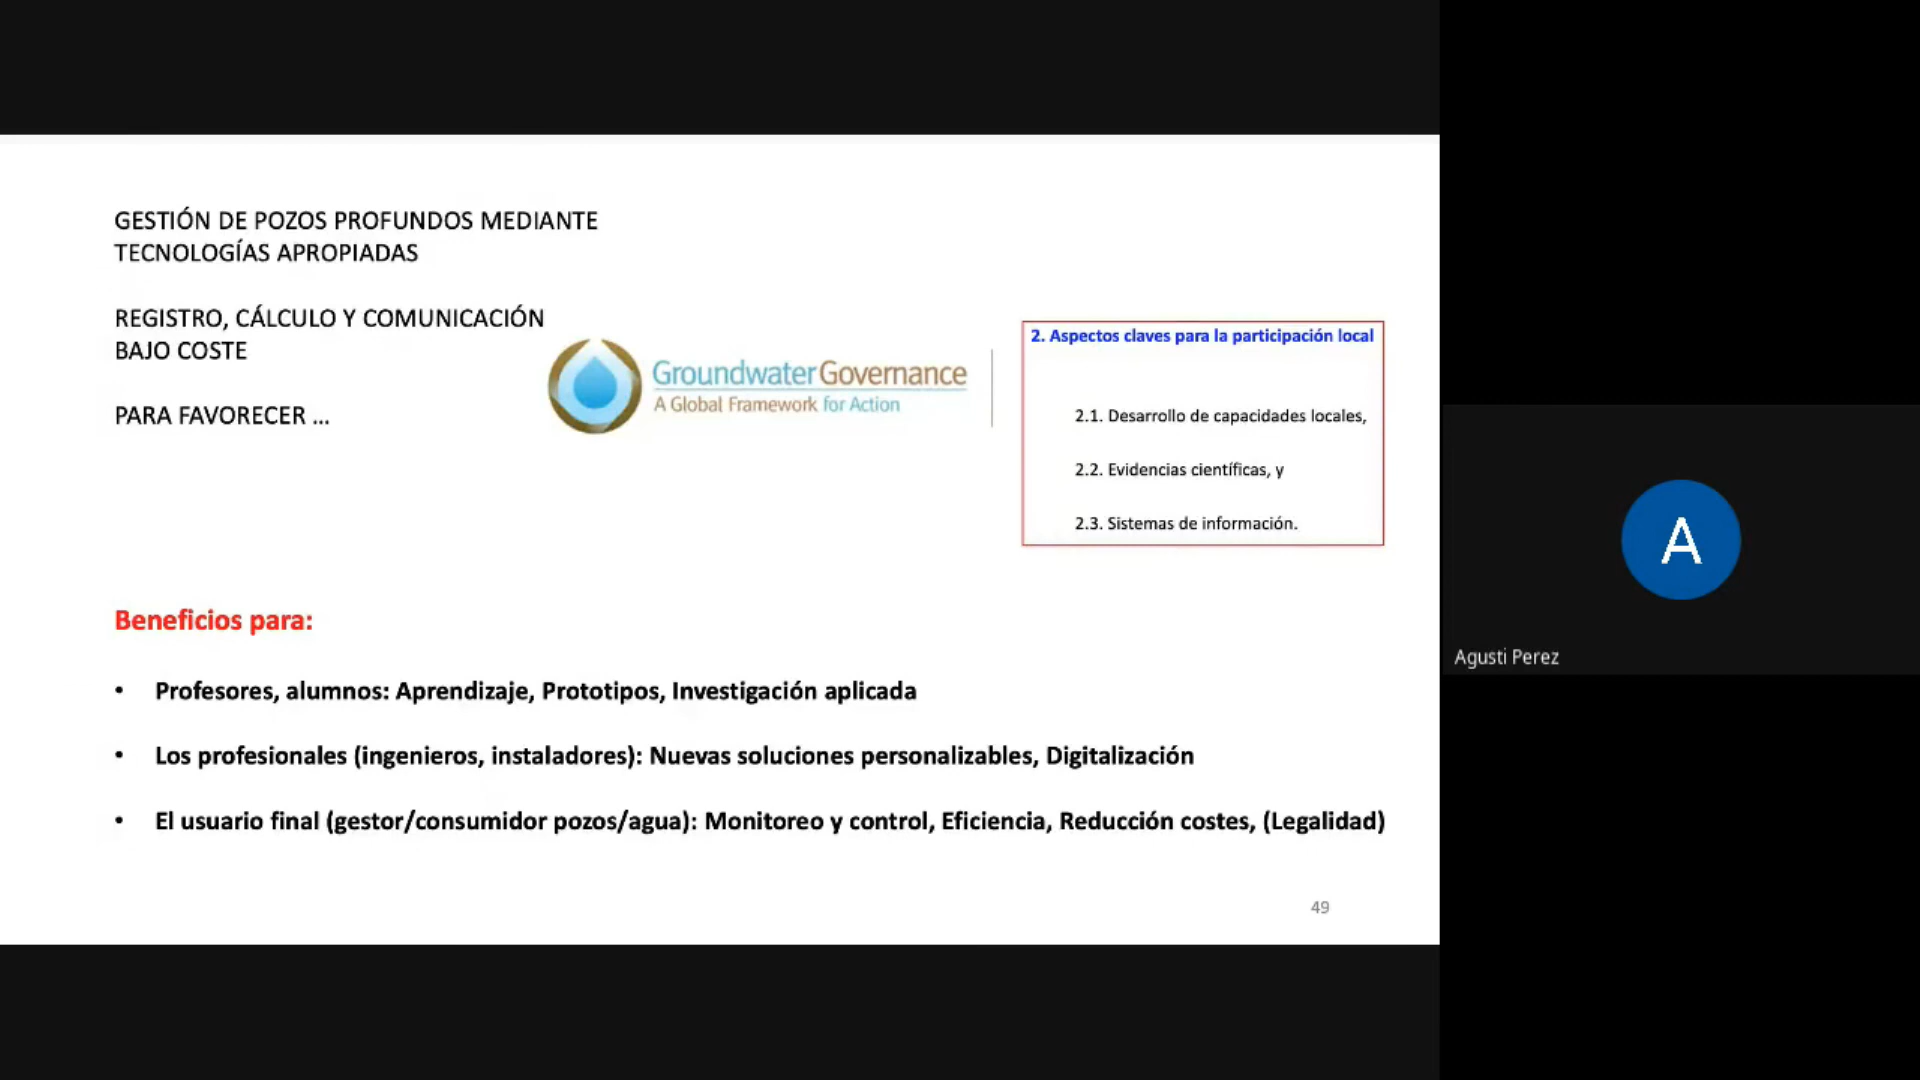 GESTIÓN DE POZOS PROFUNDOS MEDIANTE
TECNOLOGÍAS APROPIADAS
REGISTRO, CÁLCULO Y COMUNICACIÓN
BAJO COSTE
PARA FAVORECER ...
Groundwater Governance
A Global Framework for Action
2. Aspectos claves para la participación local
2.1. Desarrollo de capacidades locales,
2.2. Evidencias científicas, y
2.3. Sistemas de información.
Beneficios para:
• Profesores, alumnos: Aprendizaje, Prototipos, Investigación aplicada
• Los profesionales (ingenieros, instaladores): Nuevas soluciones personalizables, Digitalización
• El usuario final (gestor/consumidor pozos/agua): Monitoreo y control, Eficiencia, Reducción costes, (Legalidad)
49
A
Agusti Perez